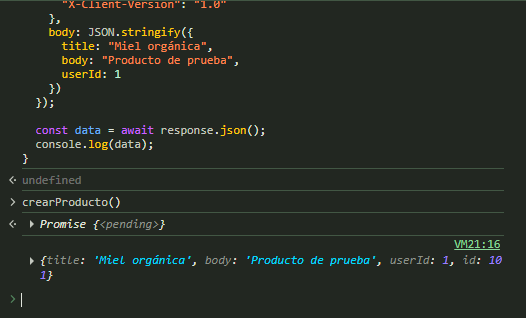 "X-Client-Version": "1.0"
},
body: JSON.stringify({
title: "Miel orgánica",
body: "Producto de prueba",
userId: 1
})
});
const data = await response.json();
console.log(data);
}
undefined
crearProducto()
Promise {<pending>}
VM21:16
{title: 'Miel orgánica', body: 'Producto de prueba', userId: 1, id: 10
1}